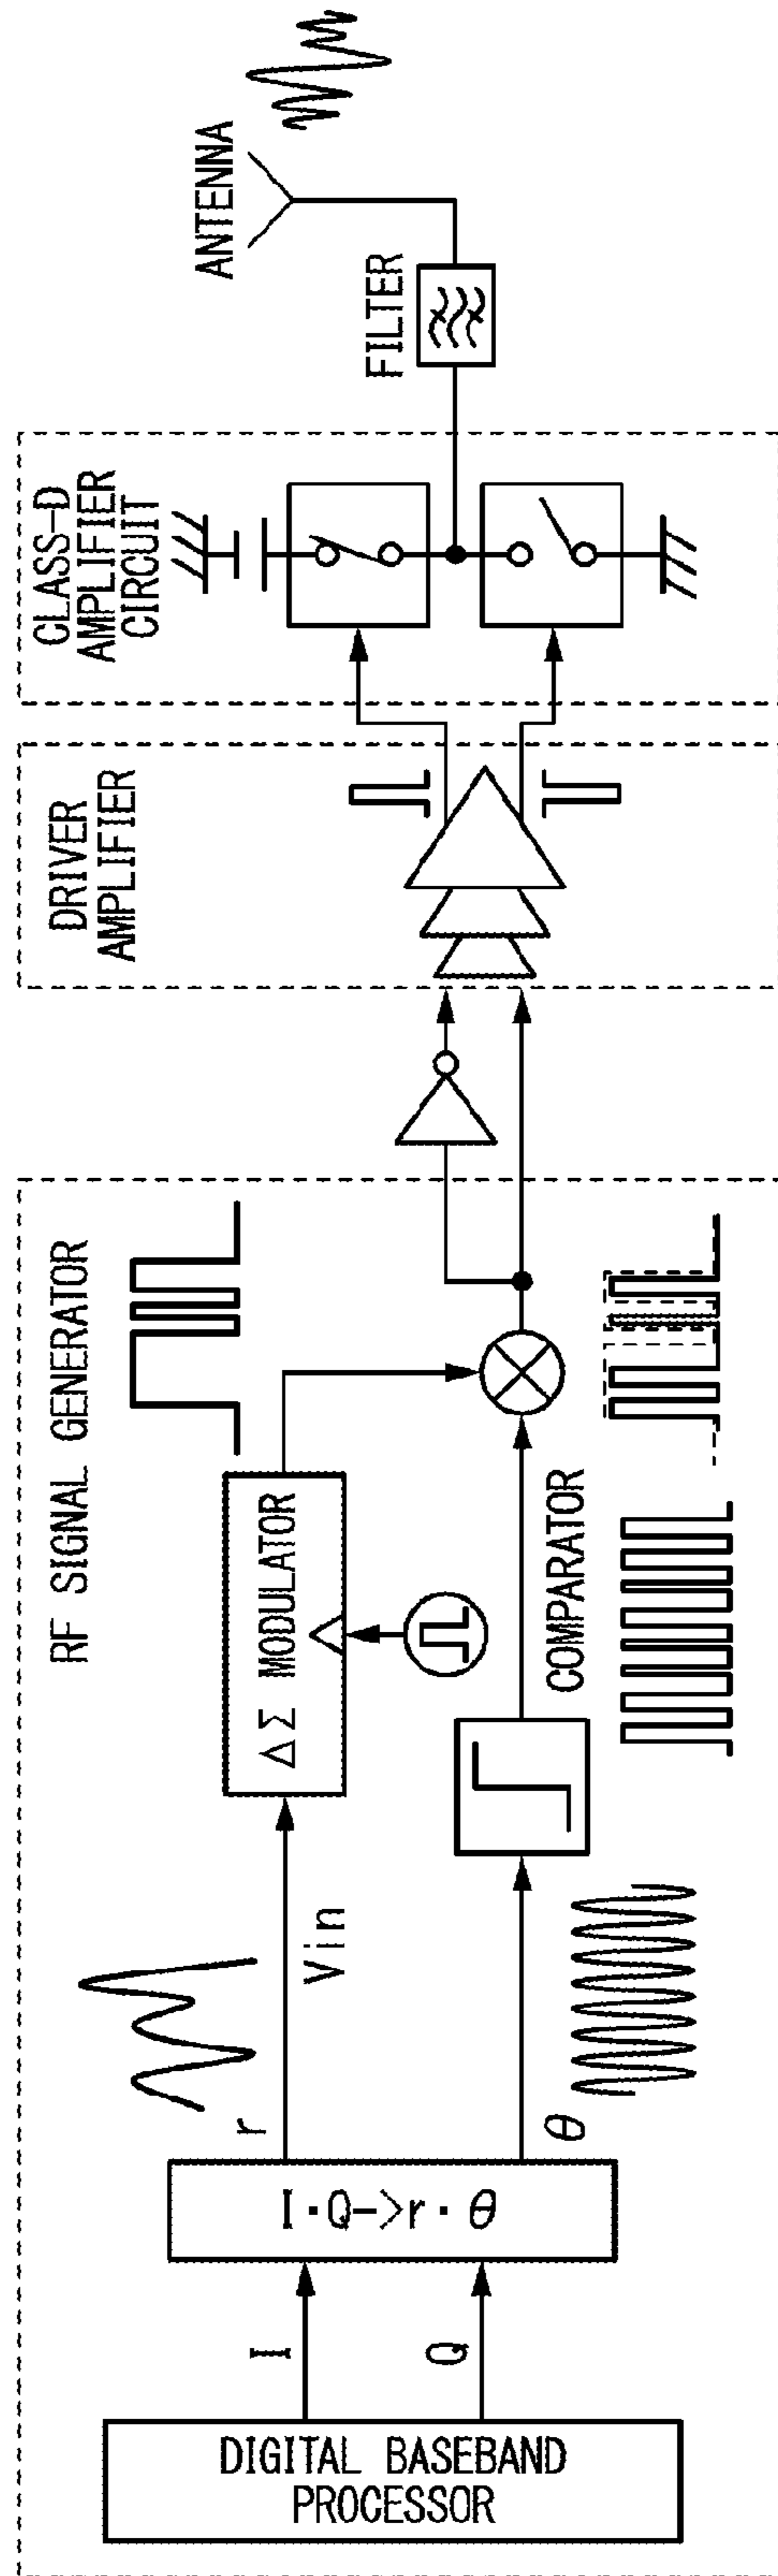 RF SIGNAL GENERATOR
DIGITAL BASEBAND
PROCESSOR
I
Q
I·Q->r·θ
r
θ
Vin
ΔΣ MODULATOR
COMPARATOR
DRIVER
AMPLIFIER
CLASS-D
AMPLIFIER
CIRCUIT
FILTER
ANTENNA